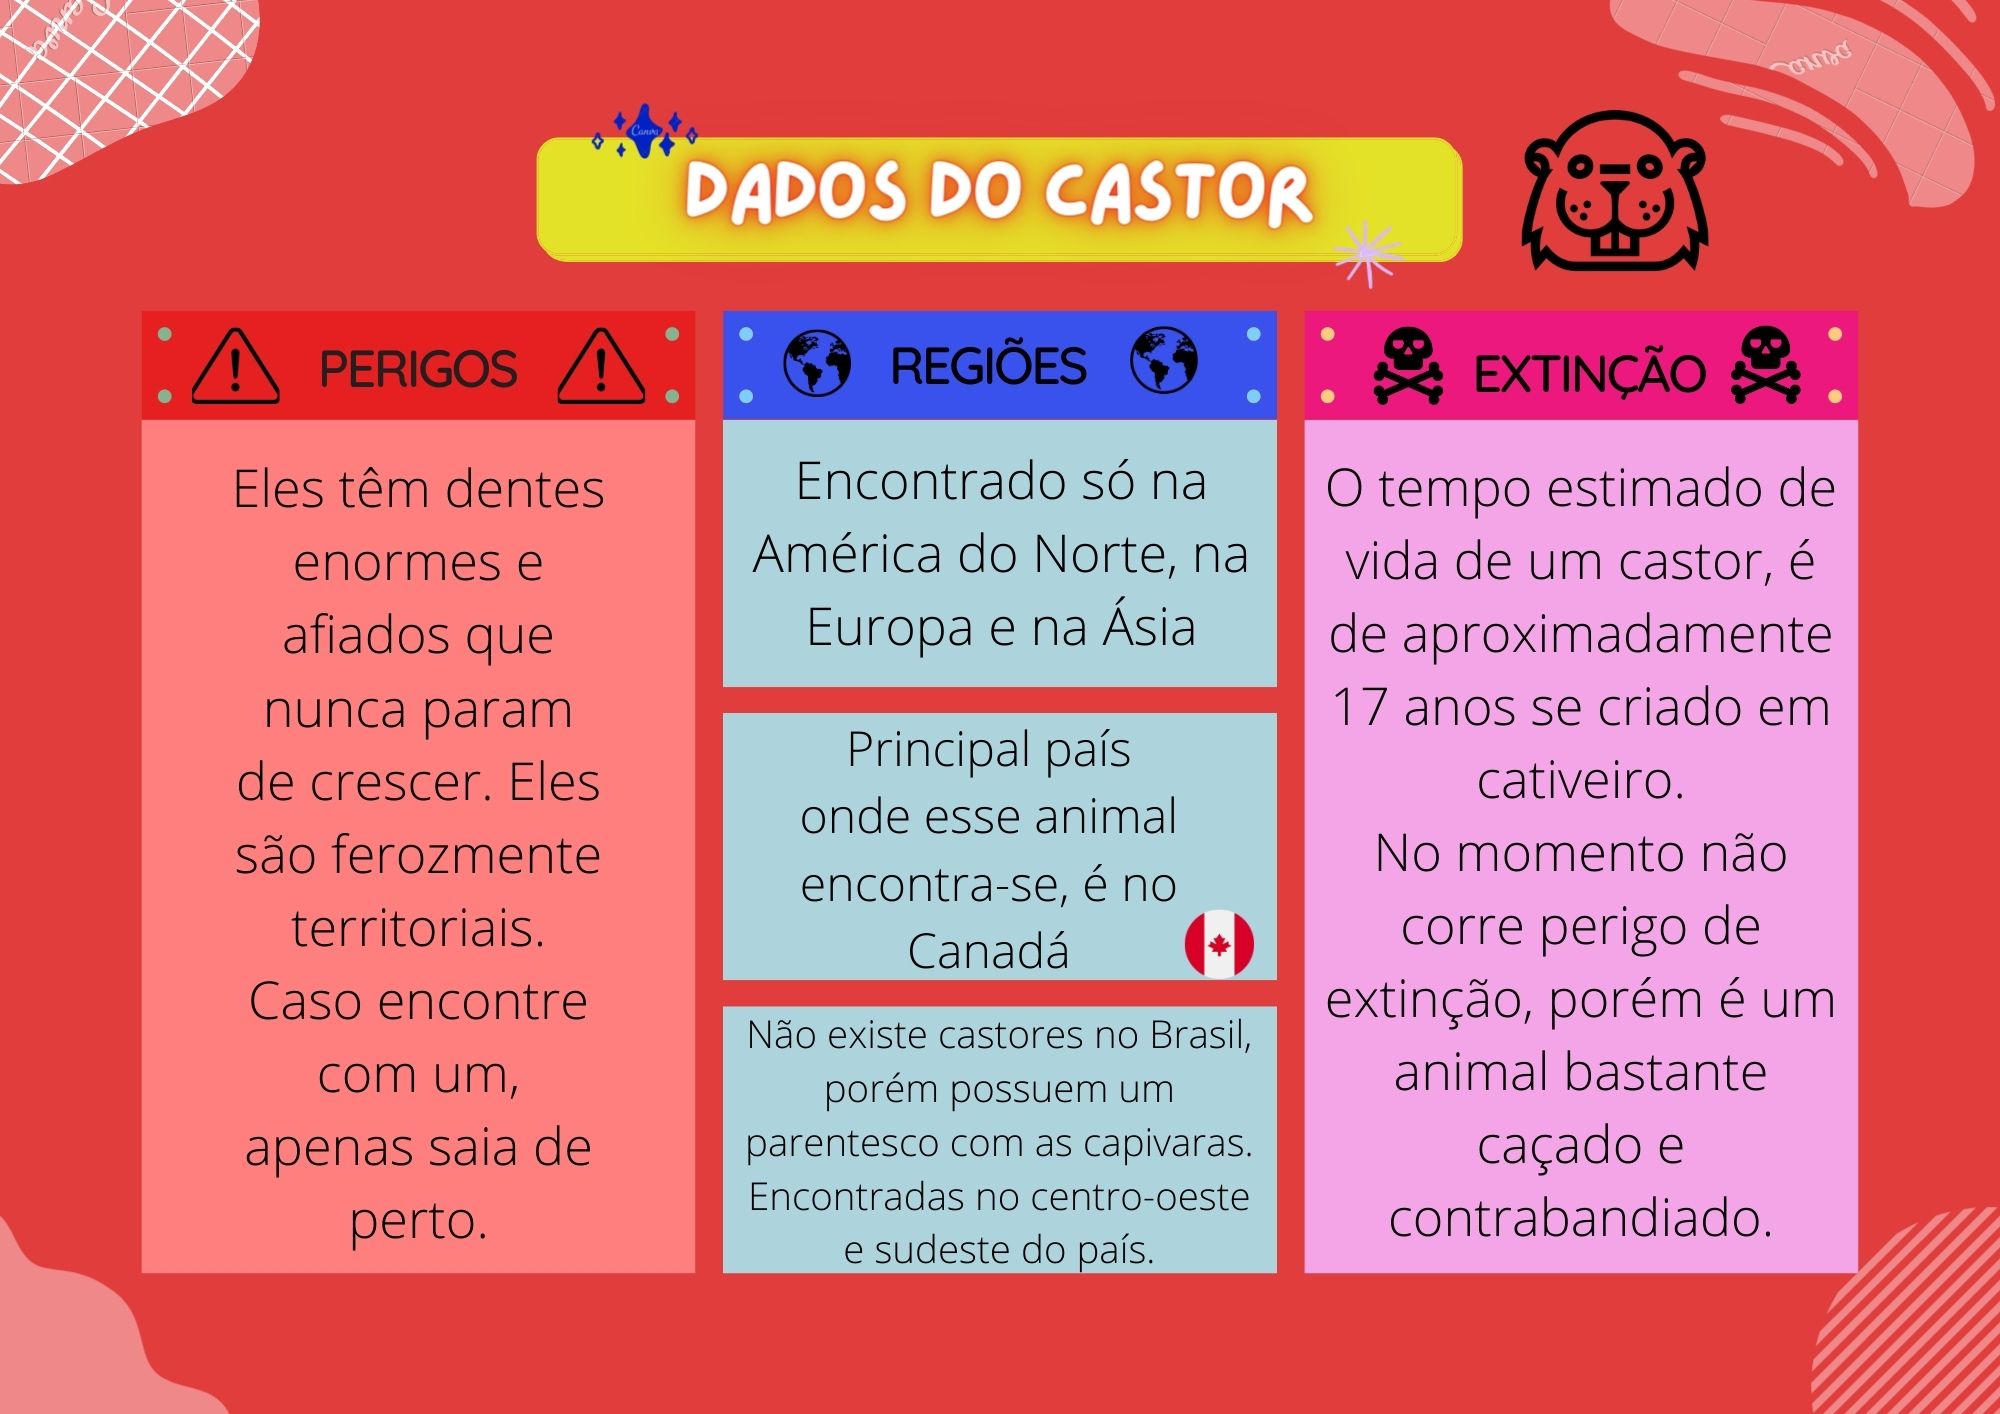 Canva
Canva
DADOS DO CASTOR
PERIGOS
Eles têm dentes
enormes e
afiados que
nunca param
de crescer. Eles
são ferozmente
territoriais.
Caso encontre
com um,
apenas saia de
perto.
REGIÕES
Encontrado só na
América do Norte, na
Europa e na Ásia
Principal país
onde esse animal
encontra-se, é no
Canadá
Não existe castores no Brasil,
porém possuem um
parentesco com as capivaras.
Encontradas no centro-oeste
e sudeste do país.
EXTINÇÃO
O tempo estimado de
vida de um castor, é
de aproximadamente
17 anos se criado em
cativeiro.
No momento não
corre perigo de
extinção, porém é um
animal bastante
caçado e
contrabandiado.